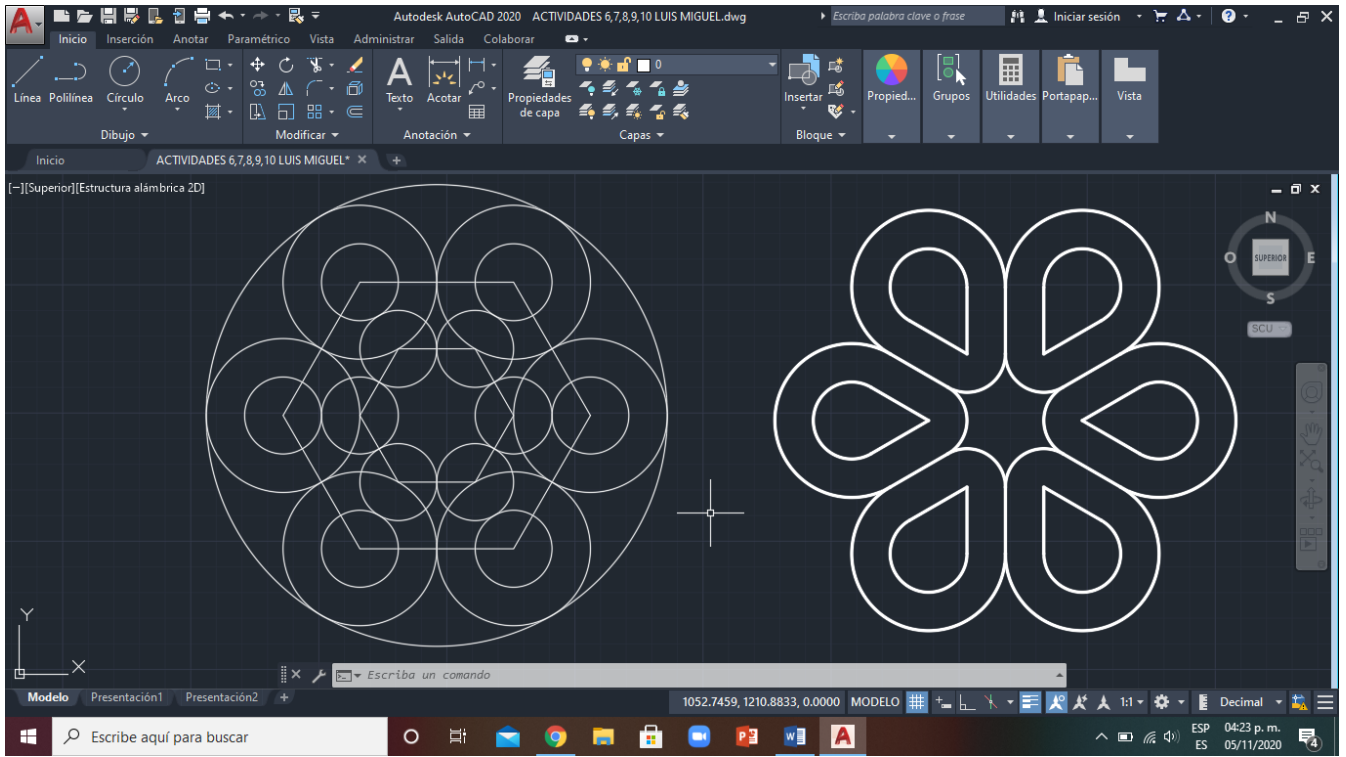 Autodesk AutoCAD 2020 ACTIVIDADES 6,7,8,9,10 LUIS MIGUEL.dwg
Escriba palabra clave o frase
Iniciar sesión
Inicio Inserción Anotar Paramétrico Vista Administrar Salida Colaborar
0
Línea Polilínea Círculo Arco
A
Texto Acotar
Propiedades de capa
Insertar
Propied... Grupos Utilidades Portapap... Vista
Dibujo Modificar Anotación Capas Bloque
Inicio ACTIVIDADES 6,7,8,9,10 LUIS MIGUEL* × +
[−][Superior][Estructura alámbrica 2D]
N
O SUPERIOR E
S
SCU
Y
X
Escriba un comando
Modelo Presentación1 Presentación2 +
1052.7459, 1210.8833, 0.0000 MODELO 1:1 Decimal
Escribe aquí para buscar
ESP
ES
04:23 p. m.
05/11/2020
4